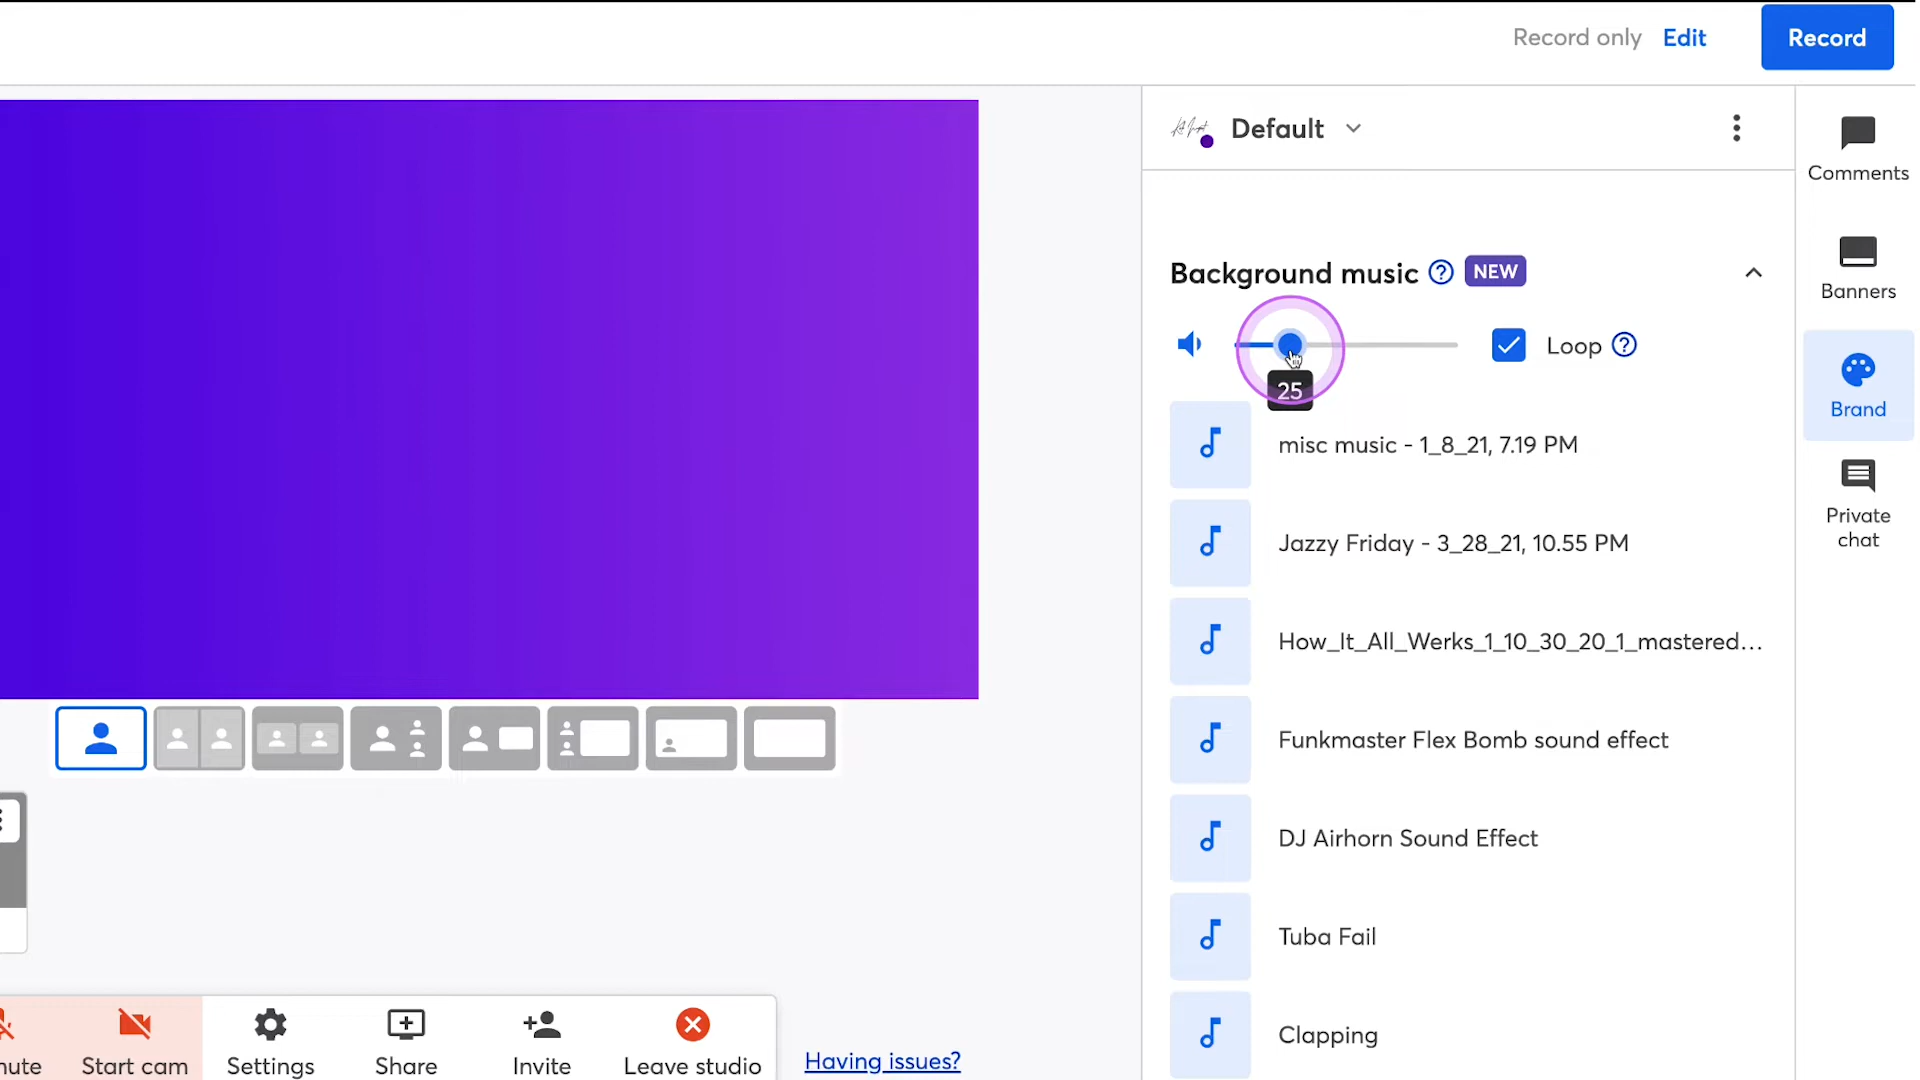 Record only Edit Record
Default
Comments
Background music ? NEW
Banners
Loop ?
25
Brand
misc music - 1_8_21, 7.19 PM
Private
chat
Jazzy Friday - 3_28_21, 10.55 PM
How_It_All_Werks_1_10_30_20_1_mastered...
Funkmaster Flex Bomb sound effect
DJ Airhorn Sound Effect
Tuba Fail
Clapping
Start cam Settings Share Invite Leave studio Having issues?